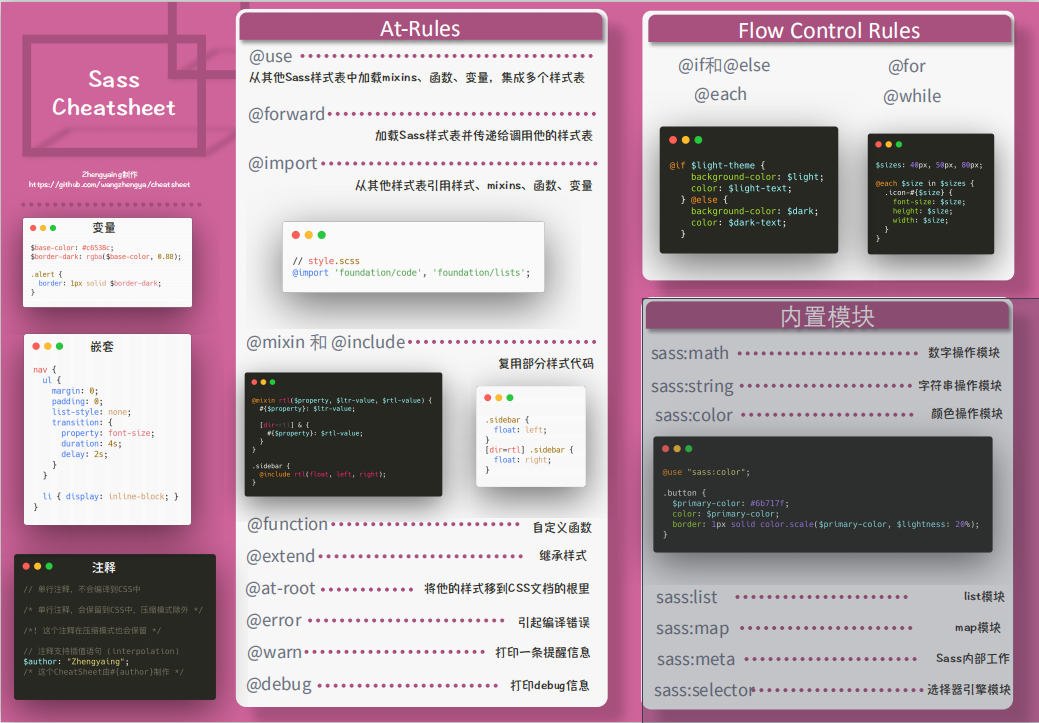 Sass
Cheatsheet
Zhengyaing制作
https://github.com/wangzhengya/cheatsheet
变量
$base-color: #c6538c;
$border-dark: rgba($base-color, 0.88);
.alert {
border: 1px solid $border-dark;
}
嵌套
nav {
ul {
margin: 0;
padding: 0;
list-style: none;
transition: {
property: font-size;
duration: 4s;
delay: 2s;
}
}
li { display: inline-block; }
}
注释
// 单行注释，不会编译到CSS中
/* 单行注释，会保留到CSS中，压缩模式除外 */
/*! 这个注释在压缩模式也会保留 */
// 注释支持插值语句 (interpolation)
$author: "Zhengyaing";
/* 这个CheatSheet由#{author}制作 */
At-Rules
@use
从其他Sass样式表中加载mixins、函数、变量，集成多个样式表
@forward
加载Sass样式表并传递给调用他的样式表
@import
从其他样式表引用样式、mixins、函数、变量
// style.scss
@import 'foundation/code', 'foundation/lists';
@mixin 和 @include
复用部分样式代码
@mixin rtl($property, $ltr-value, $rtl-value) {
#{$property}: $ltr-value;
[dir=rtl] & {
#{$property}: $rtl-value;
}
}
.sidebar {
@include rtl(float, left, right);
}
.sidebar {
float: left;
}
[dir=rtl] .sidebar {
float: right;
}
@function 自定义函数
@extend 继承样式
@at-root 将他的样式移到CSS文档的根里
@error 引起编译错误
@warn 打印一条提醒信息
@debug 打印debug信息
Flow Control Rules
@if和@else @for
@each @while
@if $light-theme {
background-color: $light;
color: $light-text;
} @else {
background-color: $dark;
color: $dark-text;
}
$sizes: 40px, 50px, 80px;
@each $size in $sizes {
.icon-#{$size} {
font-size: $size;
height: $size;
width: $size;
}
}
内置模块
sass:math 数字操作模块
sass:string 字符串操作模块
sass:color 颜色操作模块
@use "sass:color";
.button {
$primary-color: #6b717f;
color: $primary-color;
border: 1px solid color.scale($primary-color, $lightness: 20%);
}
sass:list list模块
sass:map map模块
sass:meta Sass内部工作
sass:selector 选择器引擎模块